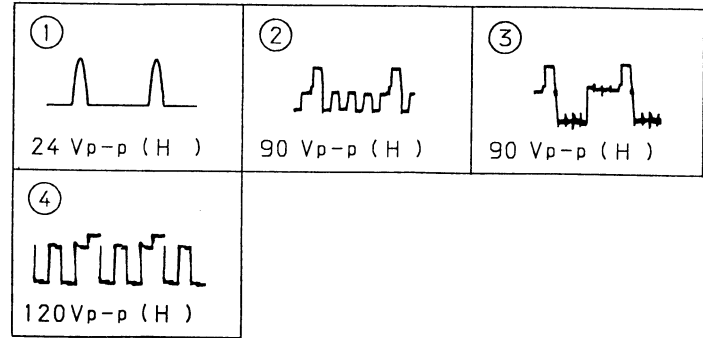 ①
24 Vp-p ( H )
②
90 Vp-p ( H )
③
90 Vp-p ( H )
④
120Vp-p ( H )